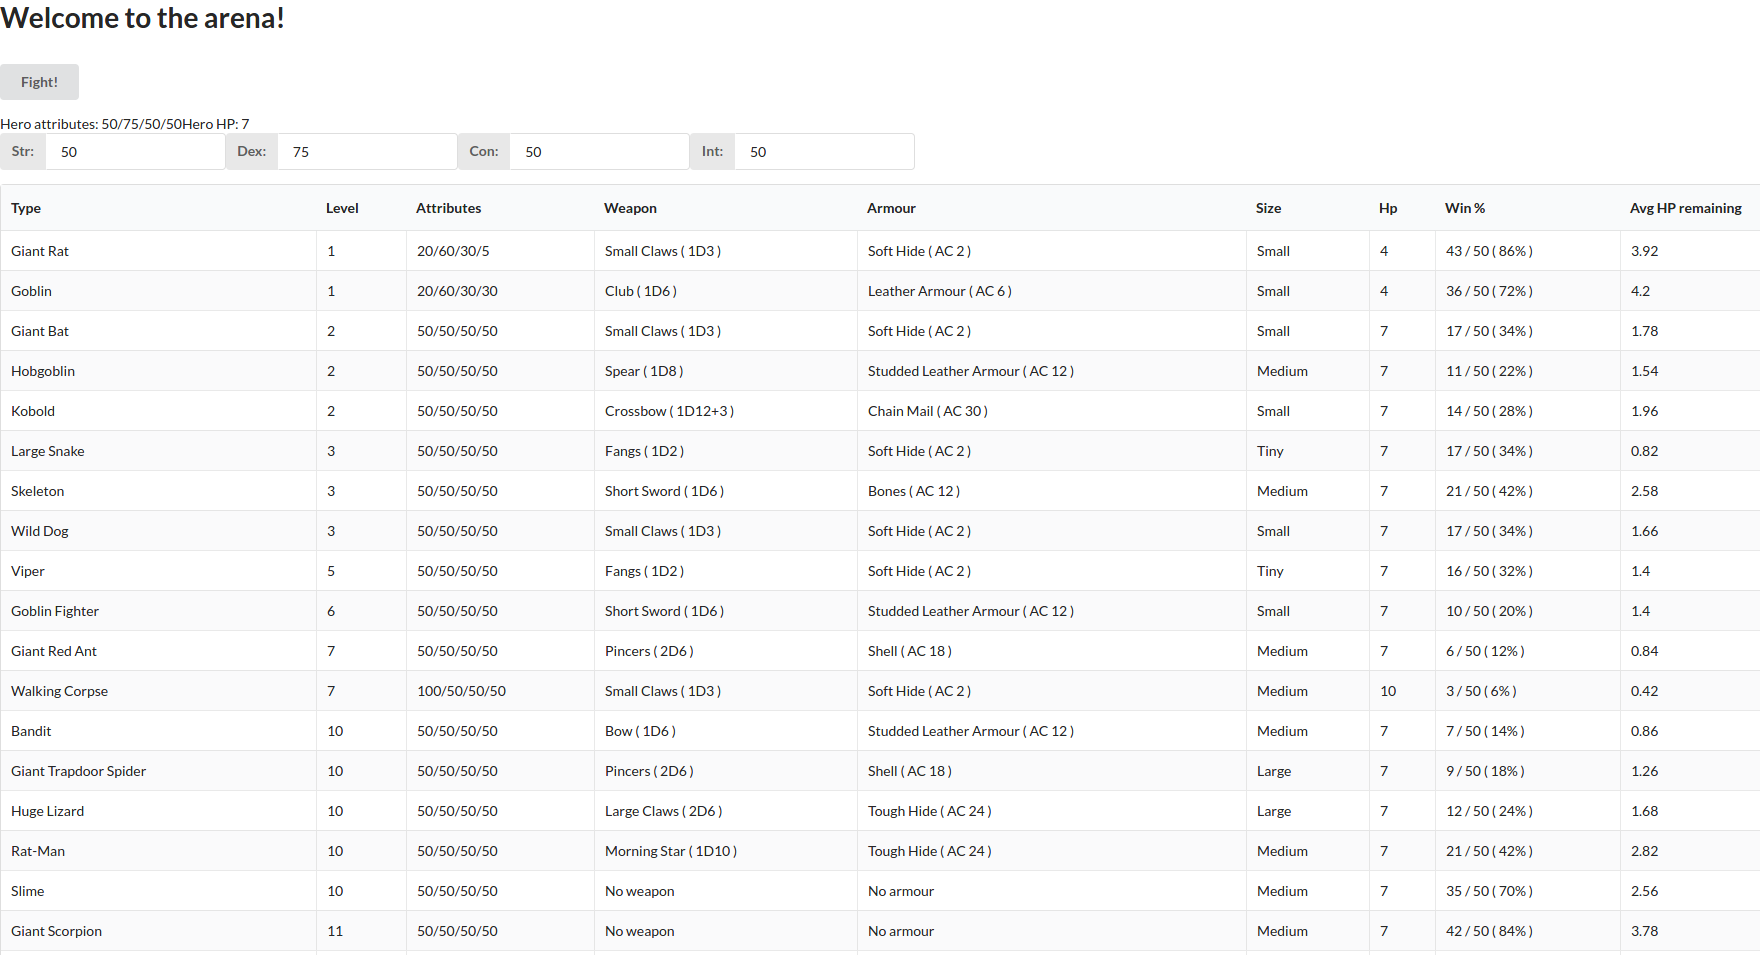 Welcome to the arena!
Fight!
Hero attributes: 50/75/50/50Hero HP: 7
Str: 50 Dex: 75 Con: 50 Int: 50
Type Level Attributes Weapon Armour Size Hp Win % Avg HP remaining
Giant Rat 1 20/60/30/5 Small Claws ( 1D3 ) Soft Hide ( AC 2 ) Small 4 43 / 50 ( 86% ) 3.92
Goblin 1 20/60/30/30 Club ( 1D6 ) Leather Armour ( AC 6 ) Small 4 36 / 50 ( 72% ) 4.2
Giant Bat 2 50/50/50/50 Small Claws ( 1D3 ) Soft Hide ( AC 2 ) Small 7 17 / 50 ( 34% ) 1.78
Hobgoblin 2 50/50/50/50 Spear ( 1D8 ) Studded Leather Armour ( AC 12 ) Medium 7 11 / 50 ( 22% ) 1.54
Kobold 2 50/50/50/50 Crossbow ( 1D12+3 ) Chain Mail ( AC 30 ) Small 7 14 / 50 ( 28% ) 1.96
Large Snake 3 50/50/50/50 Fangs ( 1D2 ) Soft Hide ( AC 2 ) Tiny 7 17 / 50 ( 34% ) 0.82
Skeleton 3 50/50/50/50 Short Sword ( 1D6 ) Bones ( AC 12 ) Medium 7 21 / 50 ( 42% ) 2.58
Wild Dog 3 50/50/50/50 Small Claws ( 1D3 ) Soft Hide ( AC 2 ) Small 7 17 / 50 ( 34% ) 1.66
Viper 5 50/50/50/50 Fangs ( 1D2 ) Soft Hide ( AC 2 ) Tiny 7 16 / 50 ( 32% ) 1.4
Goblin Fighter 6 50/50/50/50 Short Sword ( 1D6 ) Studded Leather Armour ( AC 12 ) Small 7 10 / 50 ( 20% ) 1.4
Giant Red Ant 7 50/50/50/50 Pincers ( 2D6 ) Shell ( AC 18 ) Medium 7 6 / 50 ( 12% ) 0.84
Walking Corpse 7 100/50/50/50 Small Claws ( 1D3 ) Soft Hide ( AC 2 ) Medium 10 3 / 50 ( 6% ) 0.42
Bandit 10 50/50/50/50 Bow ( 1D6 ) Studded Leather Armour ( AC 12 ) Medium 7 7 / 50 ( 14% ) 0.86
Giant Trapdoor Spider 10 50/50/50/50 Pincers ( 2D6 ) Shell ( AC 18 ) Large 7 9 / 50 ( 18% ) 1.26
Huge Lizard 10 50/50/50/50 Large Claws ( 2D6 ) Tough Hide ( AC 24 ) Large 7 12 / 50 ( 24% ) 1.68
Rat-Man 10 50/50/50/50 Morning Star ( 1D10 ) Tough Hide ( AC 24 ) Medium 7 21 / 50 ( 42% ) 2.82
Slime 10 50/50/50/50 No weapon No armour Medium 7 35 / 50 ( 70% ) 2.56
Giant Scorpion 11 50/50/50/50 No weapon No armour Medium 7 42 / 50 ( 84% ) 3.78